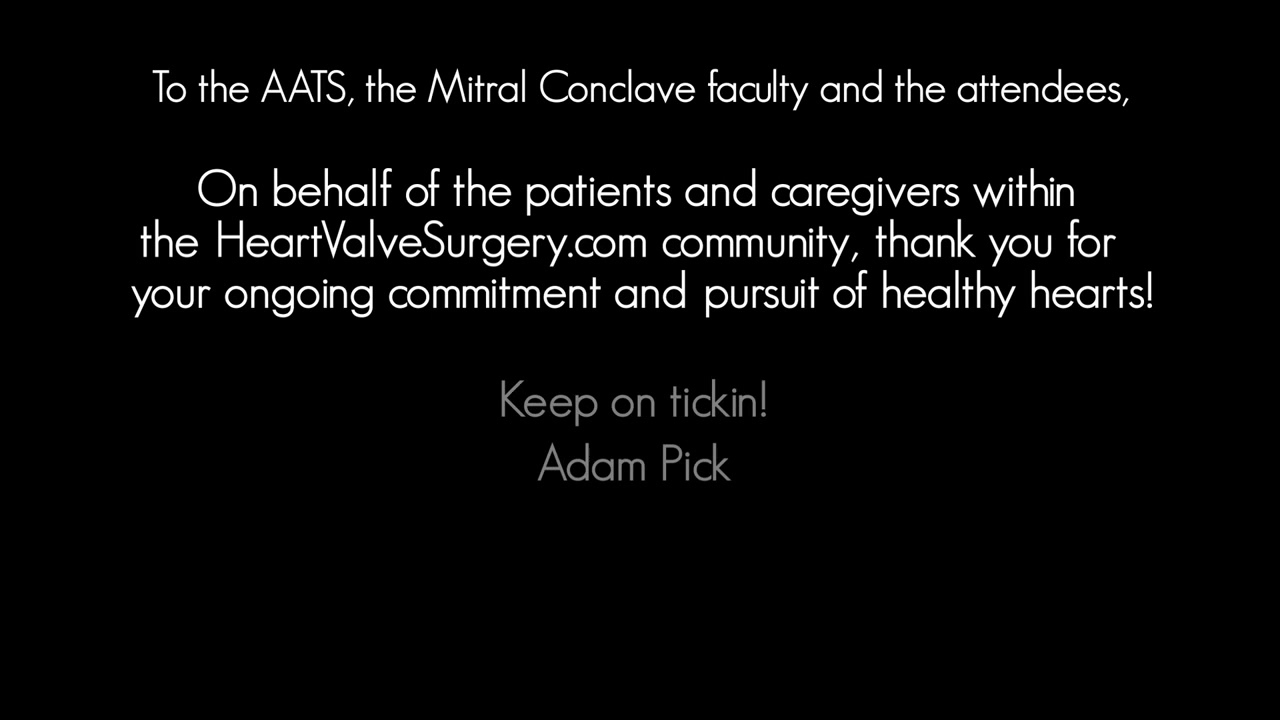 To the AATS, the Mitral Conclave faculty and the attendees,
On behalf of the patients and caregivers within
the HeartValveSurgery.com community, thank you for
your ongoing commitment and pursuit of healthy hearts!
Keep on tickin!
Adam Pick